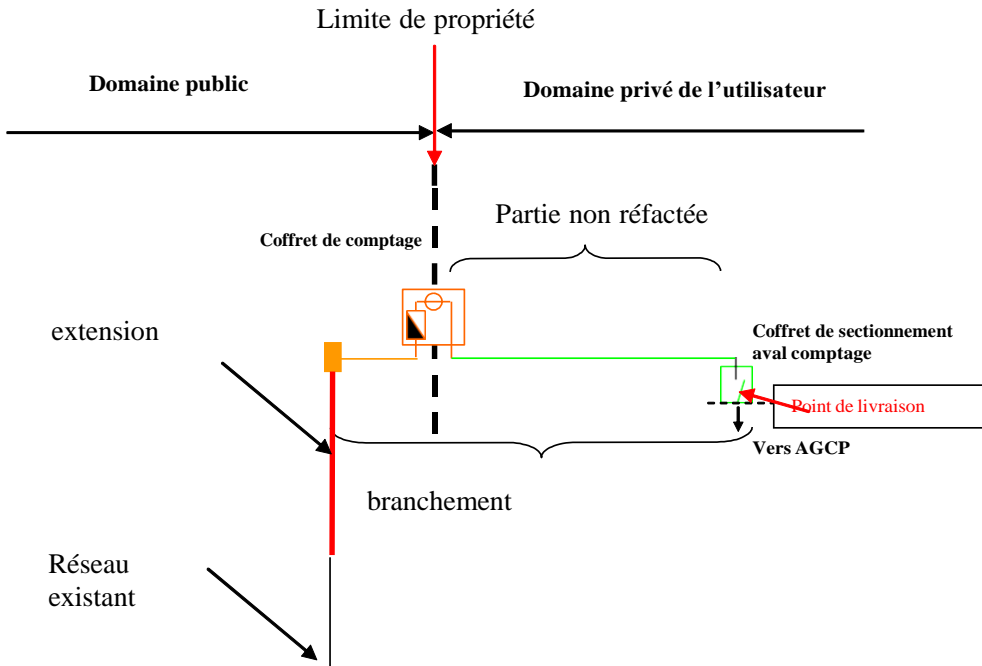 Limite de propriété
Domaine public
Domaine privé de l’utilisateur
Partie non réfactée
Coffret de comptage
extension
Coffret de sectionnement
aval comptage
Point de livraison
Vers AGCP
branchement
Réseau
existant